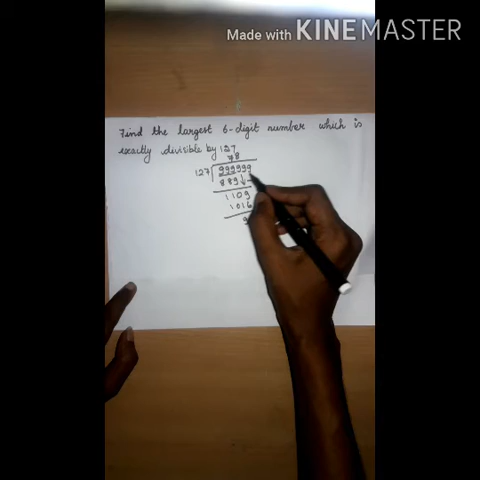 Made with KINEMASTER
Find the largest 6-digit number which is
exactly divisible by 127
78
127 999999
889
1109
1016
9